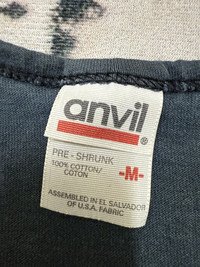 anvil®
PRE-SHRUNK
100% COTTON/
COTON
-M-
ASSEMBLED IN EL SALVADOR
OF U.S.A. FABRIC